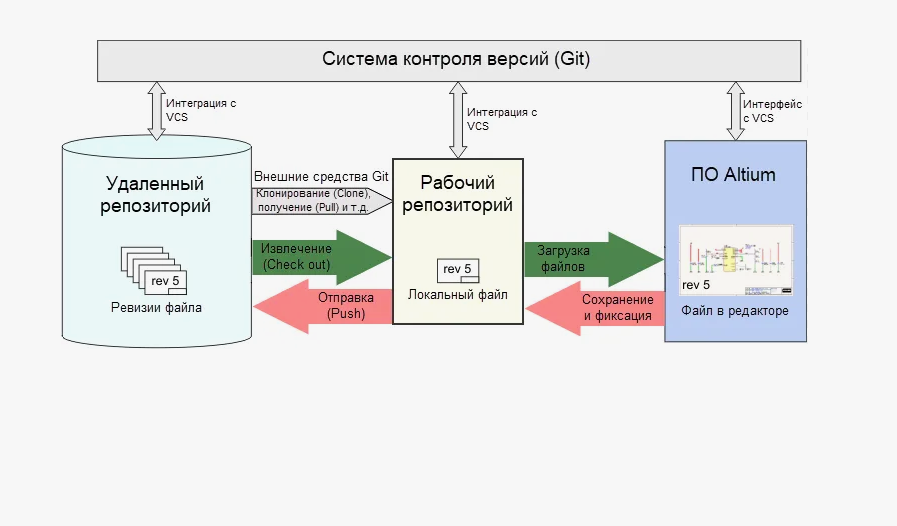 Система контроля версий (Git)
Интеграция с
VCS
Интеграция с
VCS
Интерфейс
с VCS
Удаленный
репозиторий
rev 5
Ревизии файла
Внешние средства Git
Клонирование (Clone),
получение (Pull) и т.д.
Извлечение
(Check out)
Отправка
(Push)
Рабочий
репозиторий
rev 5
Локальный файл
Загрузка
файлов
Сохранение
и фиксация
ПО Altium
rev 5
Файл в редакторе